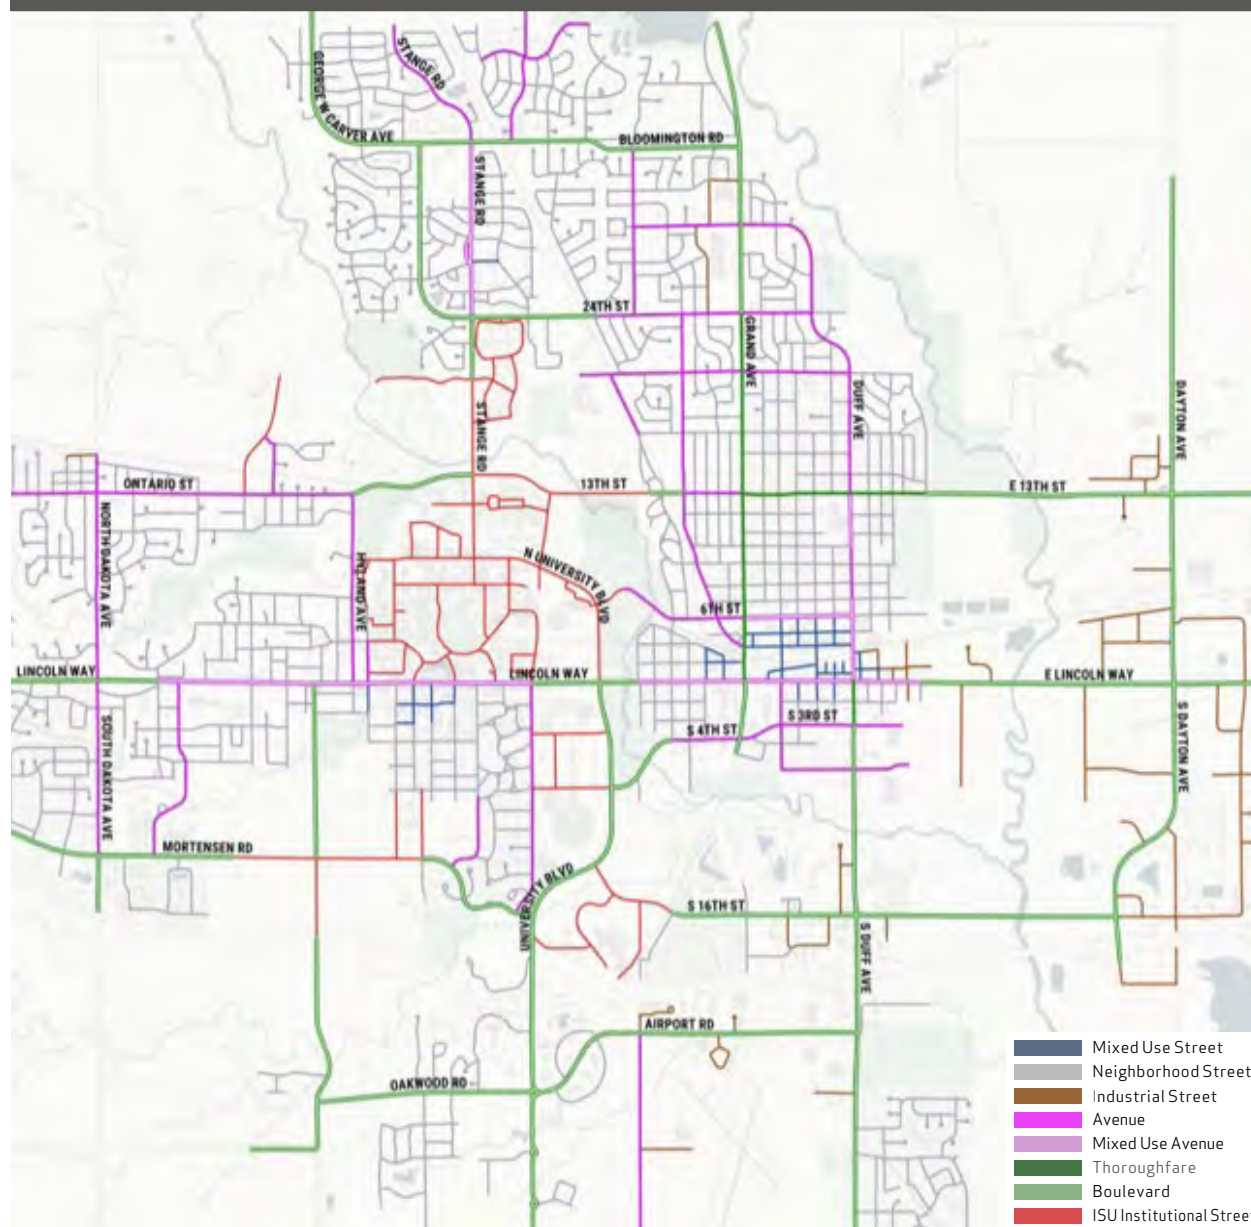 GEORGE W CARVER AVE
STANGE RD
BLOOMINGTON RD
STANGE RD
24TH ST
GRAND AVE
DUFF AVE
DAYTON AVE
STANGE RD
ONTARIO ST
13TH ST
E 13TH ST
NORTH DAKOTA AVE
HYLAND AVE
N UNIVERSITY BLVD
6TH ST
LINCOLN WAY
LINCOLN WAY
E LINCOLN WAY
SOUTH DAKOTA AVE
S 3RD ST
S 4TH ST
S DAYTON AVE
MORTENSEN RD
UNIVERSITY BLVD
S 16TH ST
S DUFF AVE
AIRPORT RD
OAKWOOD RD
Mixed Use Street
Neighborhood Street
Industrial Street
Avenue
Mixed Use Avenue
Thoroughfare
Boulevard
ISU Institutional Street